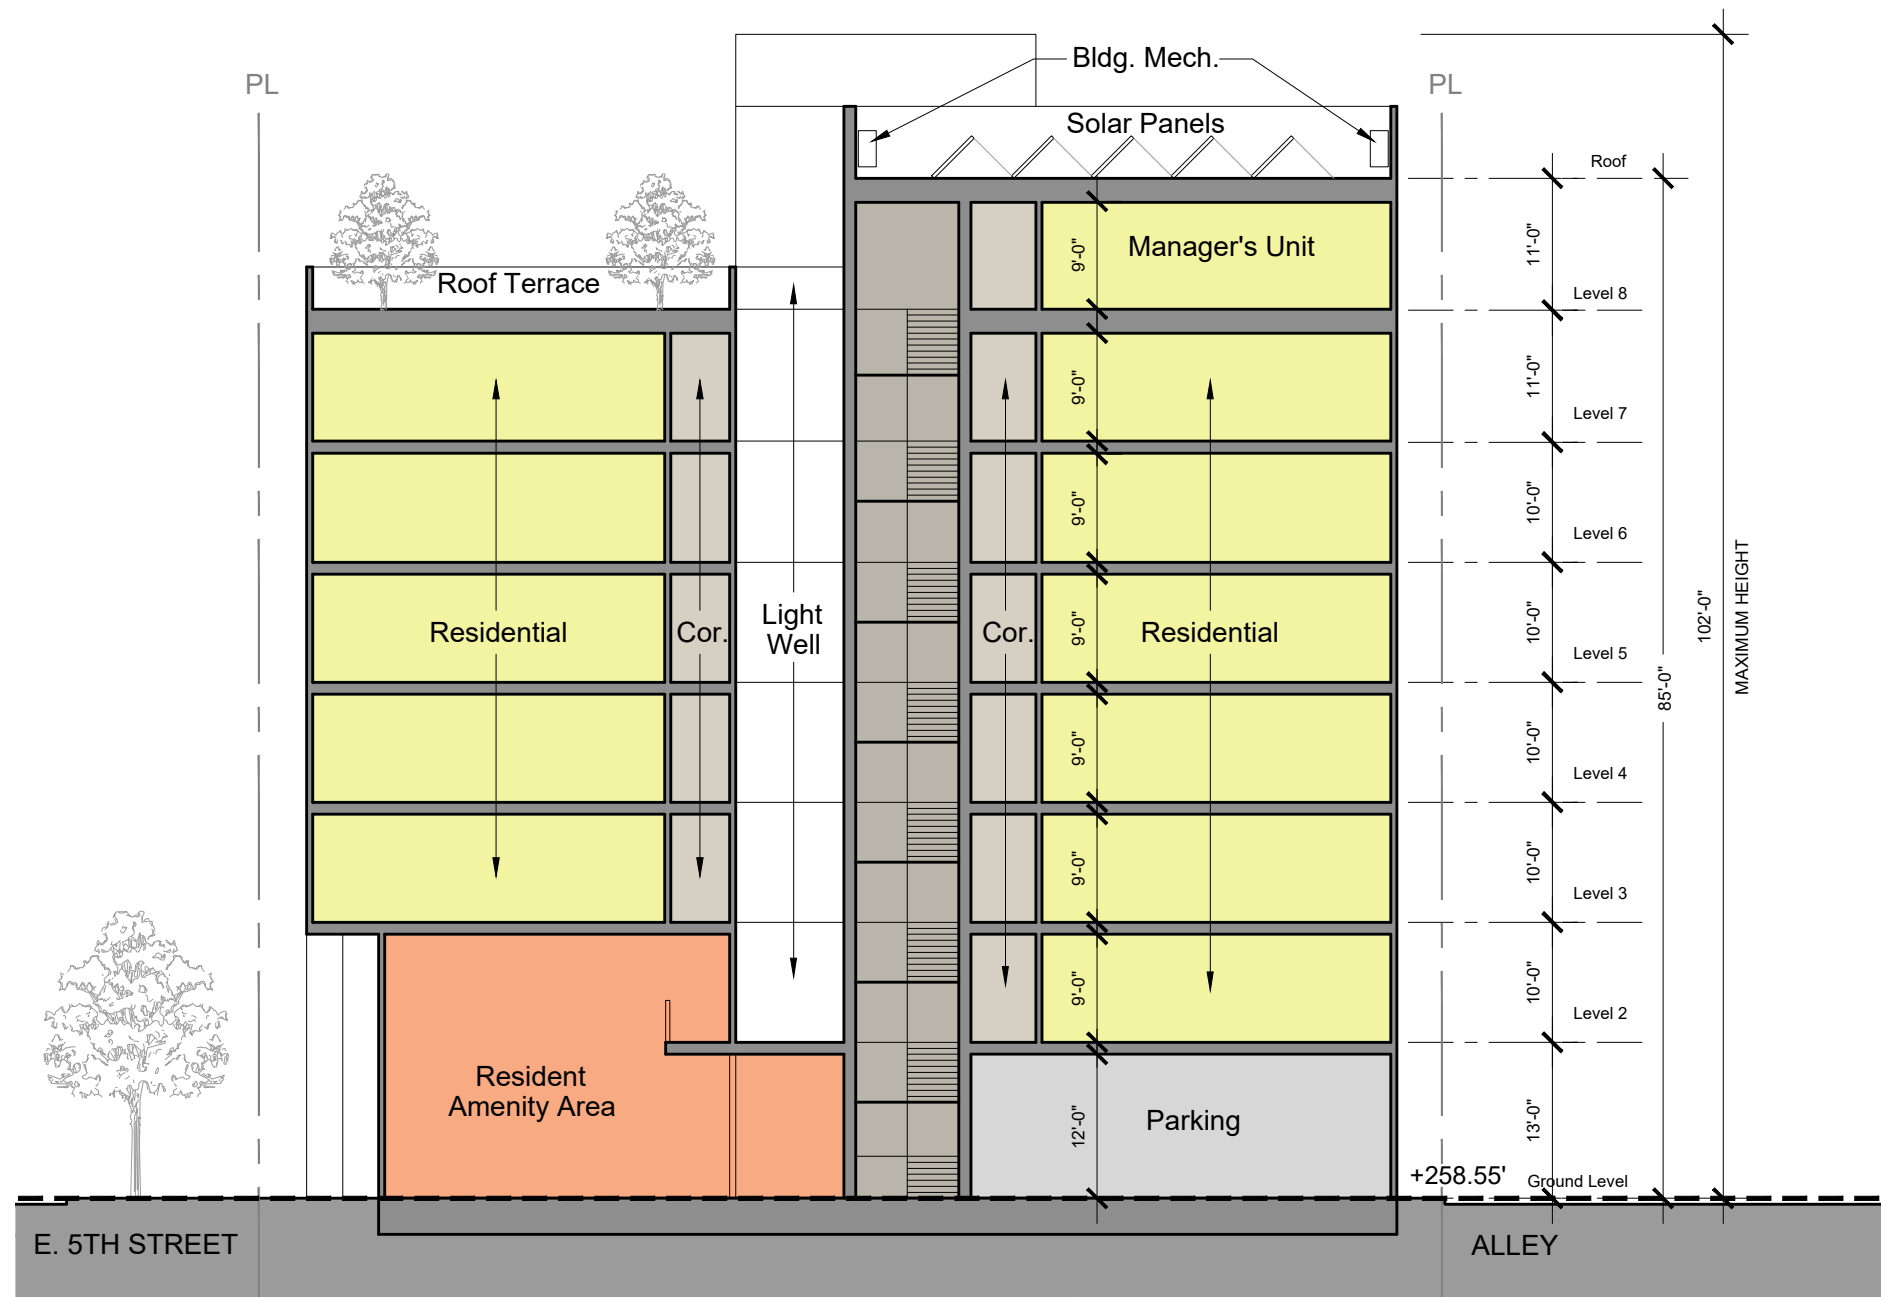 Bldg. Mech.
PL
PL
Solar Panels
Roof
Manager's Unit
9'-0"
11'-0"
Roof Terrace
Level 8
9'-0"
11'-0"
Level 7
9'-0"
10'-0"
Level 6
Residential
Cor.
Light
Well
Cor.
9'-0"
Residential
10'-0"
Level 5
85'-0"
102'-0"
MAXIMUM HEIGHT
9'-0"
10'-0"
Level 4
9'-0"
10'-0"
Level 3
9'-0"
10'-0"
Level 2
Resident
Amenity Area
12'-0"
Parking
13'-0"
+258.55'
Ground Level
E. 5TH STREET
ALLEY